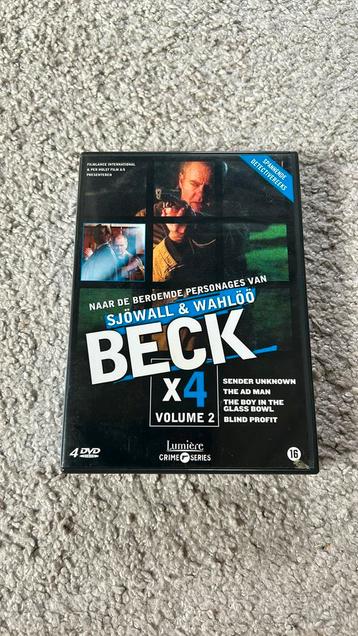 FILMLANCE INTERNATIONAL
& PER HOLST FILM A/S
PRESENTEREN
SPANNENDE
DETECTIVEREEKS
NAAR DE BEROEMDE PERSONAGES VAN
SJÖWALL & WAHLÖÖ
BECK
X4
VOLUME 2
SENDER UNKNOWN
THE AD MAN
THE BOY IN THE
GLASS BOWL
BLIND PROFIT
4 DVD
Lumière
CRIME SERIES
16